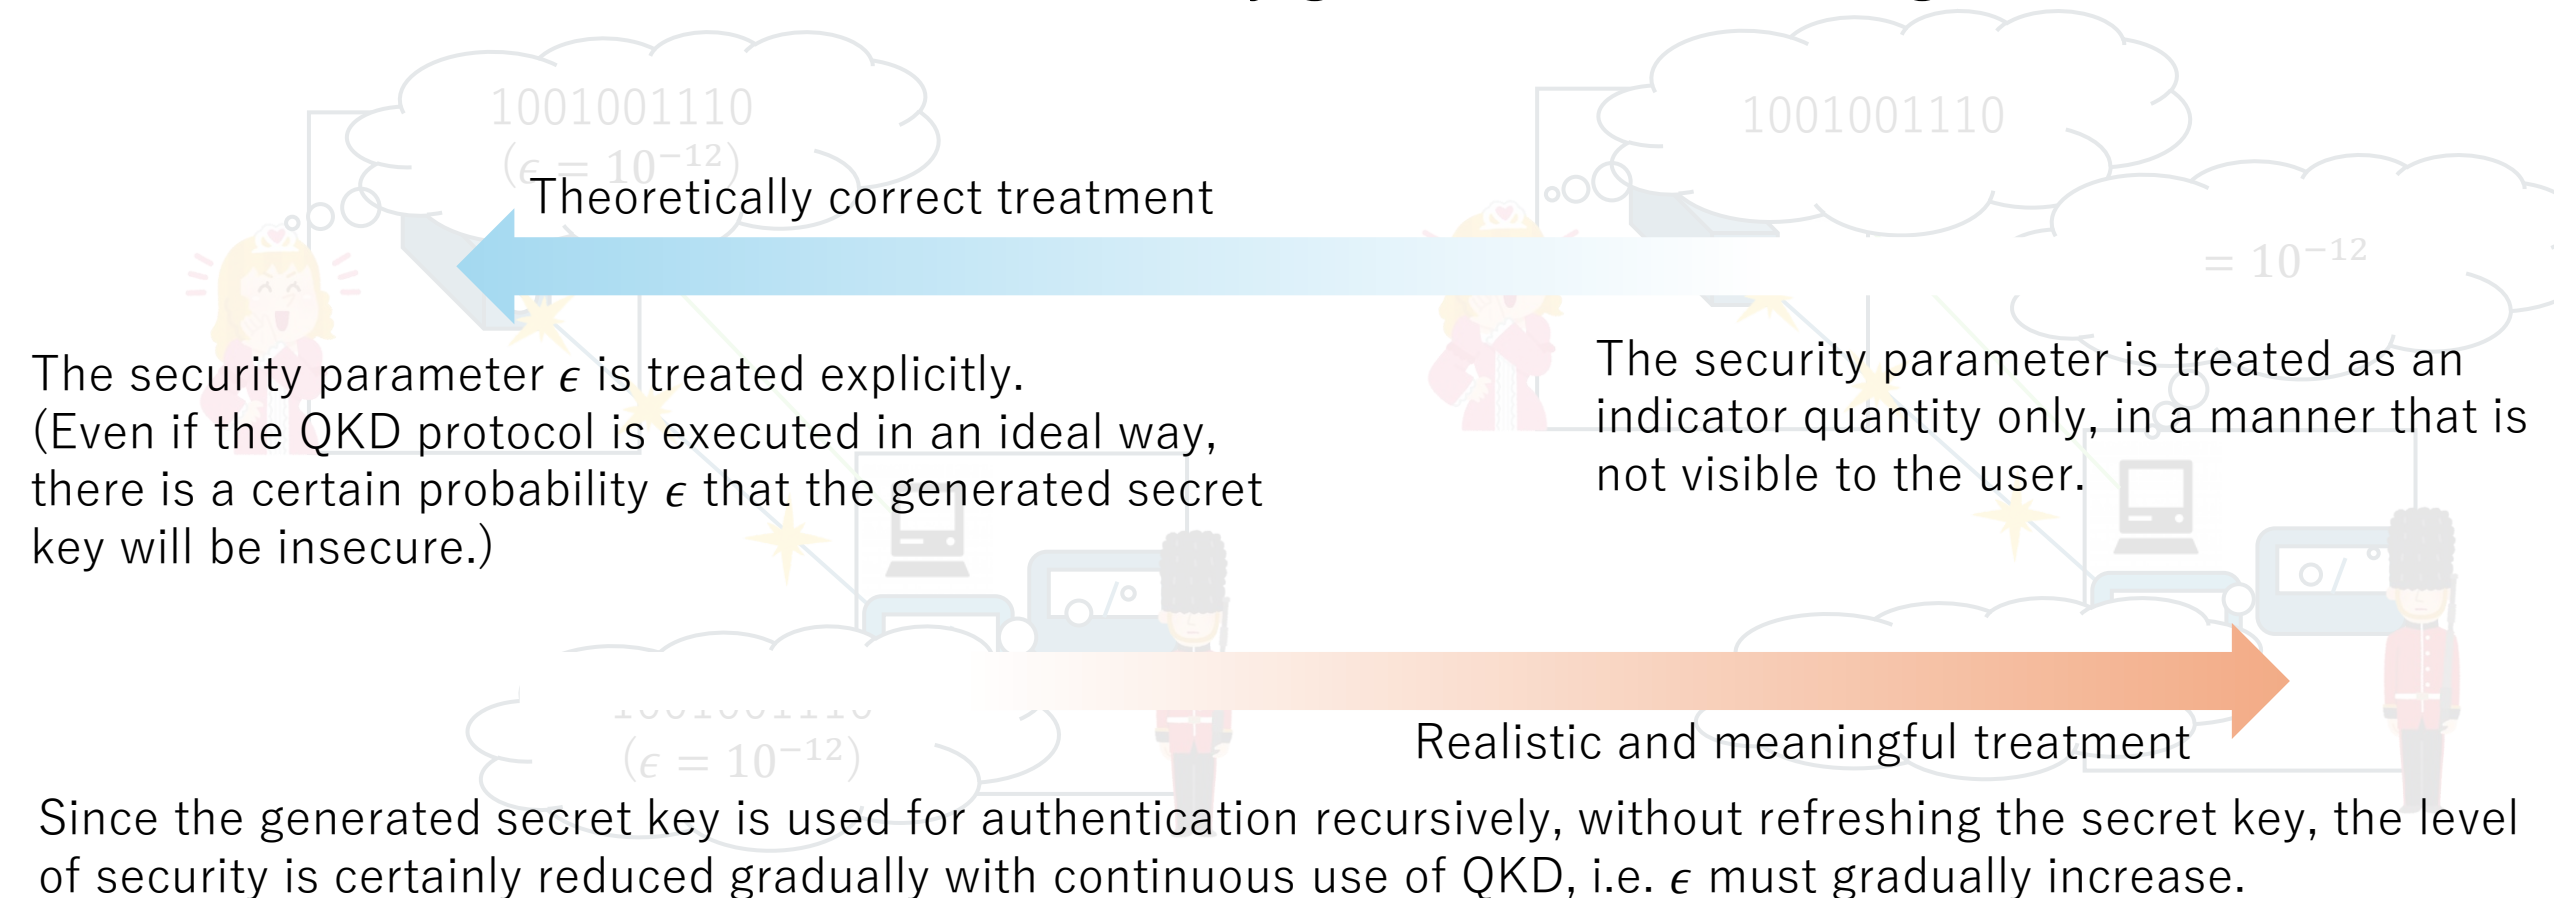 1001001110
(ϵ = 10⁻¹²)
1001001110
= 10⁻¹²
Theoretically correct treatment
The security parameter ϵ is treated explicitly.
(Even if the QKD protocol is executed in an ideal way,
there is a certain probability ϵ that the generated secret
key will be insecure.)
The security parameter is treated as an
indicator quantity only, in a manner that is
not visible to the user.
(ϵ = 10⁻¹²)
Realistic and meaningful treatment
Since the generated secret key is used for authentication recursively, without refreshing the secret key, the level
of security is certainly reduced gradually with continuous use of QKD, i.e. ϵ must gradually increase.